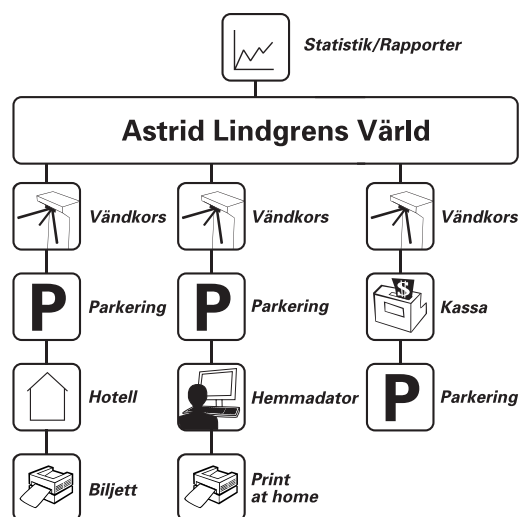 Statistik/Rapporter
Astrid Lindgrens Värld
Vändkors
Vändkors
Vändkors
P
Parkering
P
Parkering
$
Kassa
Hotell
Hemmadator
P
Parkering
Biljett
Print
at home